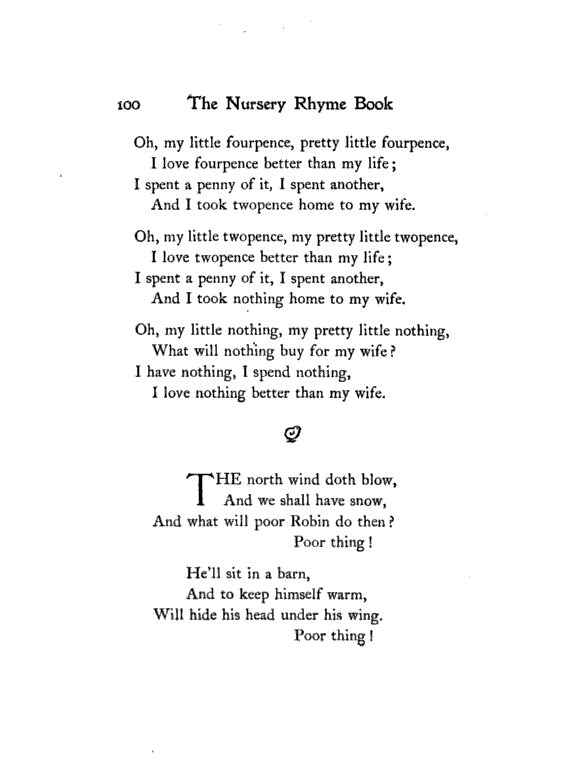 100 The Nursery Rhyme Book
Oh, my little fourpence, pretty little fourpence,
I love fourpence better than my life;
I spent a penny of it, I spent another,
And I took twopence home to my wife.
Oh, my little twopence, my pretty little twopence,
I love twopence better than my life;
I spent a penny of it, I spent another,
And I took nothing home to my wife.
Oh, my little nothing, my pretty little nothing,
What will nothing buy for my wife?
I have nothing, I spend nothing,
I love nothing better than my wife.
THE north wind doth blow,
And we shall have snow,
And what will poor Robin do then?
Poor thing!
He'll sit in a barn,
And to keep himself warm,
Will hide his head under his wing.
Poor thing!